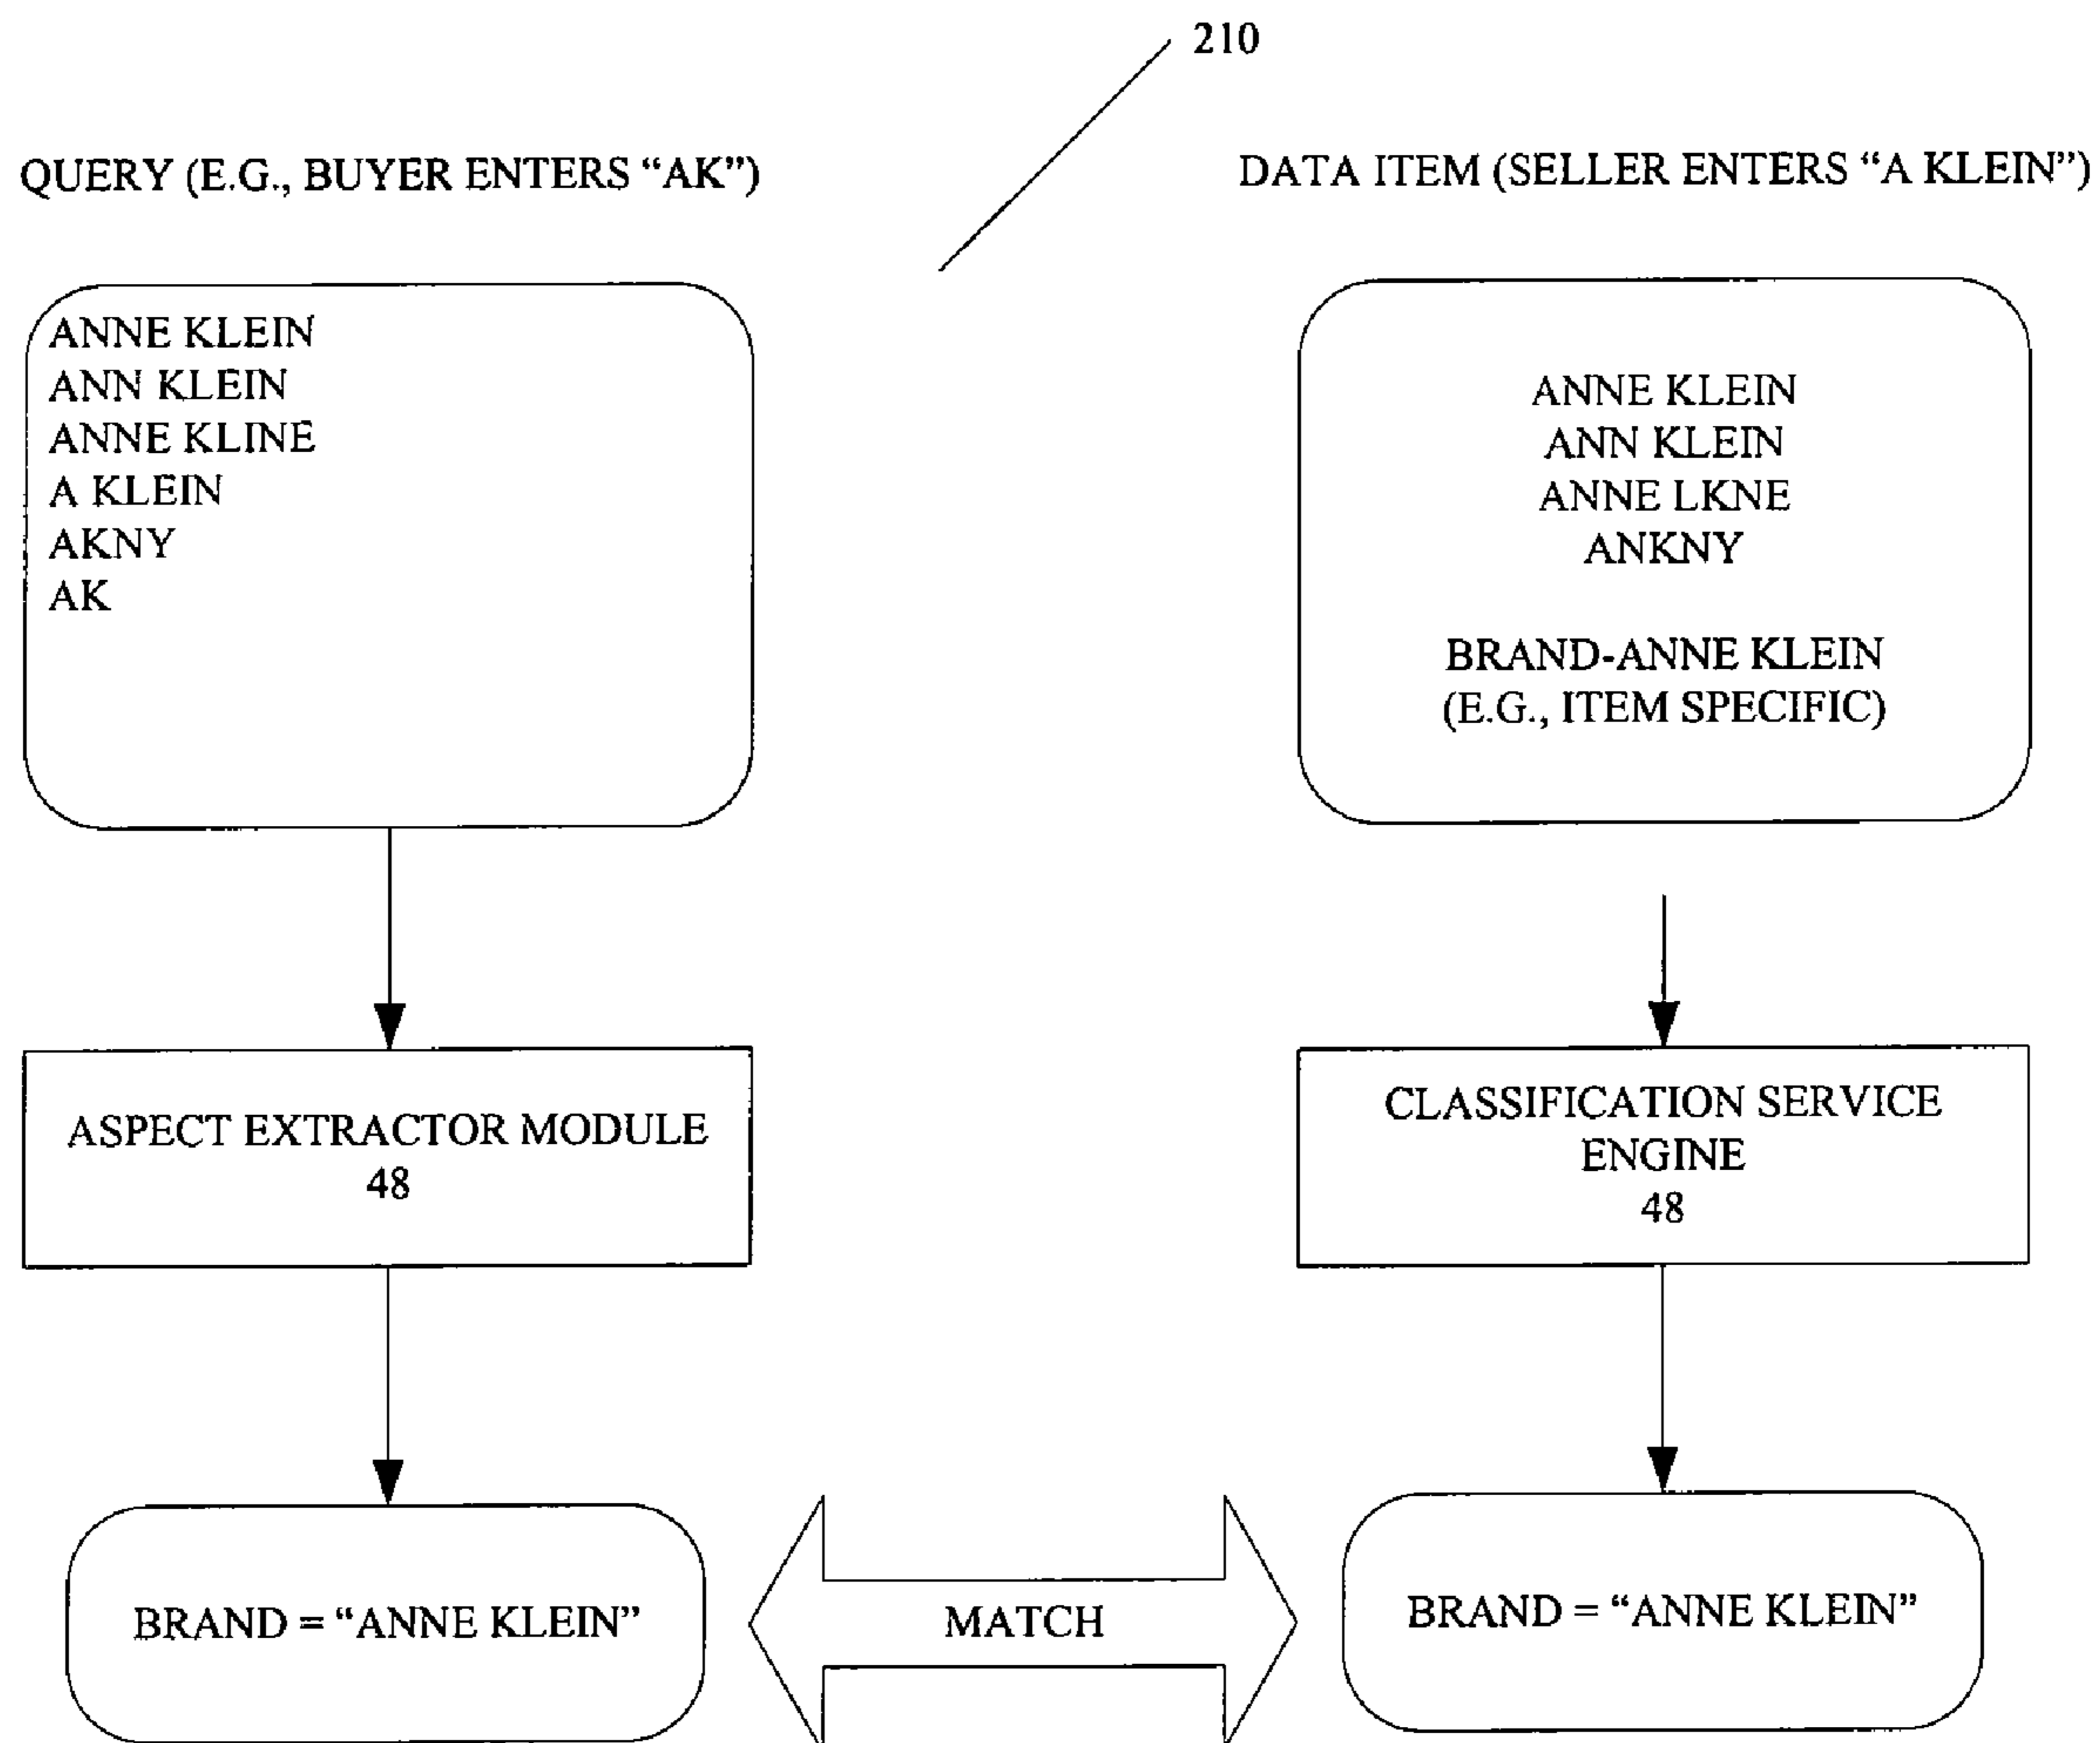 210
QUERY (E.G., BUYER ENTERS “AK”)
DATA ITEM (SELLER ENTERS “A KLEIN”)
ANNE KLEIN
ANN KLEIN
ANNE KLINE
A KLEIN
AKNY
AK
ANNE KLEIN
ANN KLEIN
ANNE LKNE
ANKNY
BRAND-ANNE KLEIN
(E.G., ITEM SPECIFIC)
ASPECT EXTRACTOR MODULE
48
CLASSIFICATION SERVICE
ENGINE
48
BRAND = “ANNE KLEIN”
MATCH
BRAND = “ANNE KLEIN”